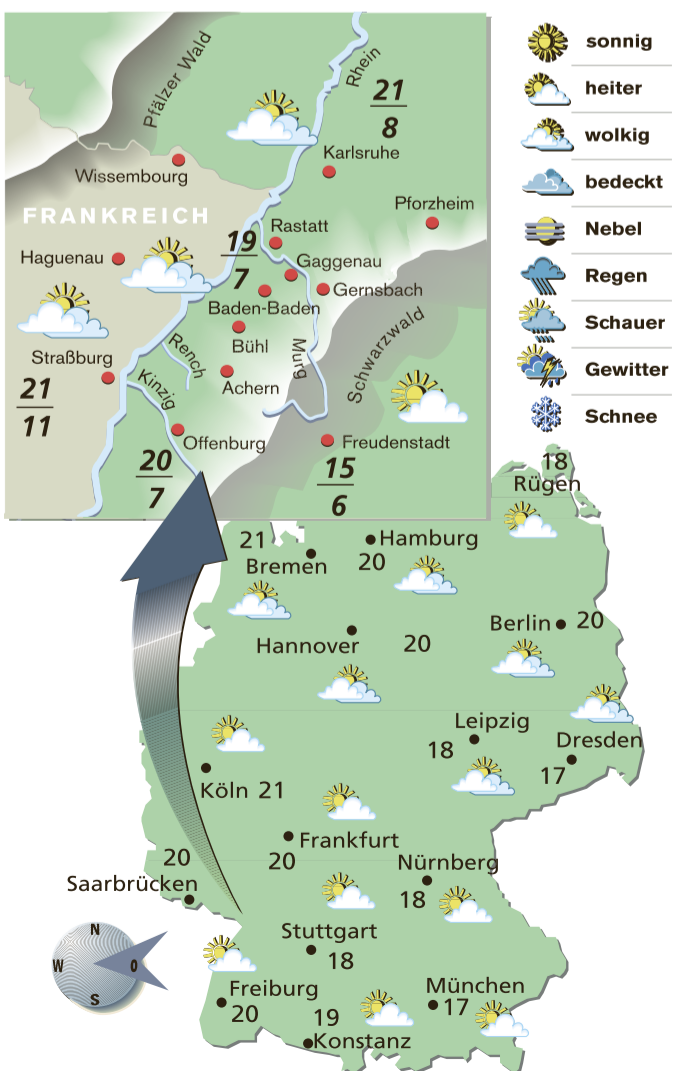 Pfälzer Wald
Rhein
21
8
Karlsruhe
Wissembourg
Pforzheim
FRANKREICH
Rastatt
19
7
Haguenau
Gaggenau
Gernsbach
Baden-Baden
Bühl
Rench
Murg
Schwarzwald
Straßburg
Kinzig
Achern
21
11
Offenburg
Freudenstadt
20
7
15
6
sonnig
heiter
wolkig
bedeckt
Nebel
Regen
Schauer
Gewitter
Schnee
18
Rügen
21
Bremen
Hamburg
20
Hannover
20
Berlin 20
Leipzig
18
Dresden
17
Köln 21
Frankfurt
20
20
Saarbrücken
Nürnberg
18
Stuttgart
18
N
W O
S
Freiburg
20
München
17
19
Konstanz